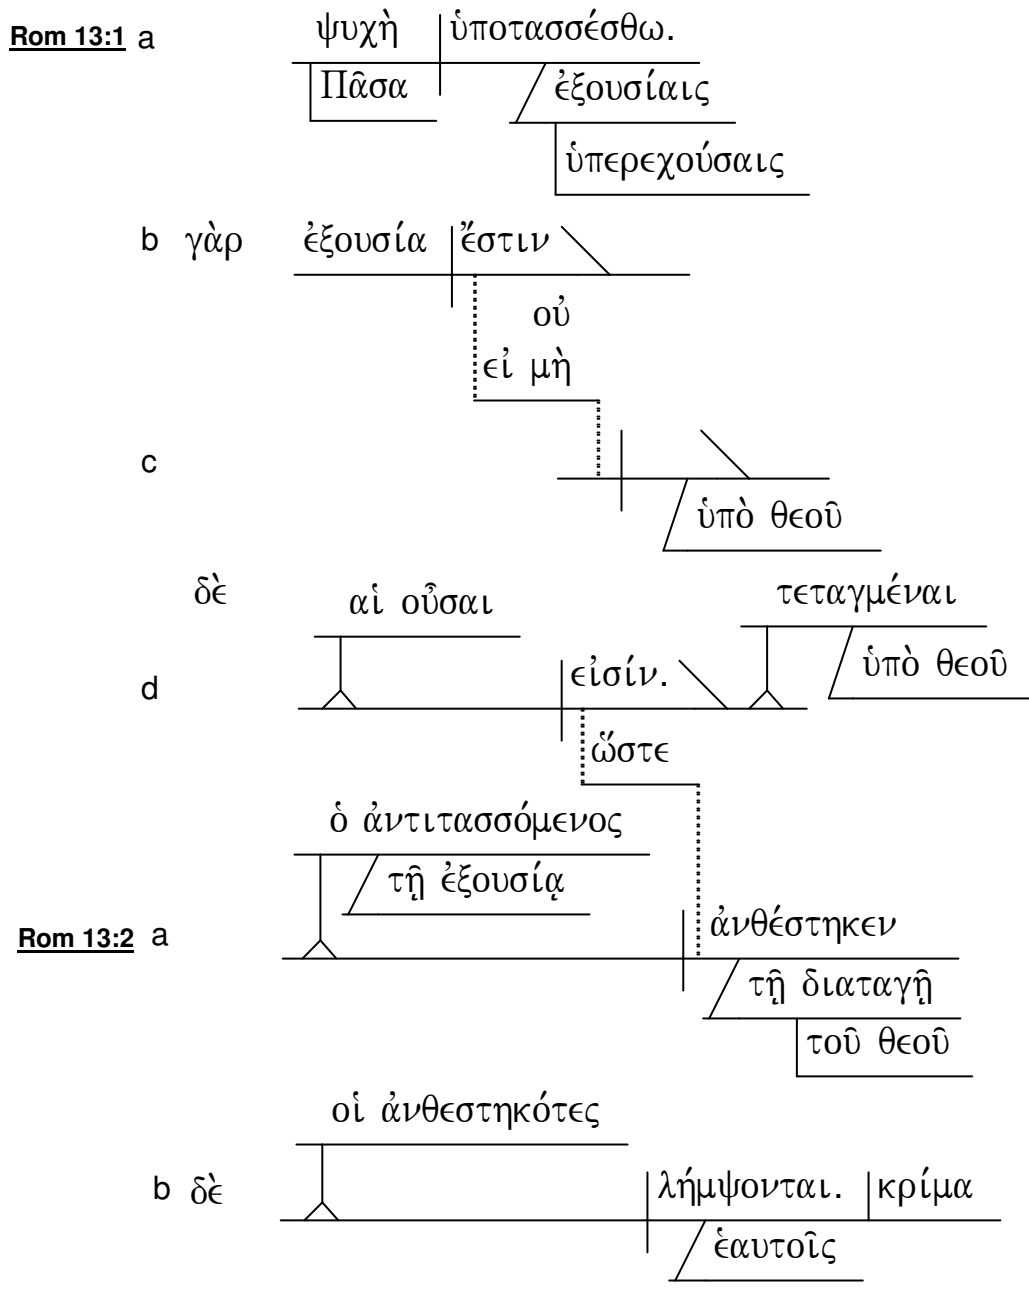 Rom 13:1 a ψυχὴ ὑποτασσέσθω.
Πᾶσα ἐξουσίαις
ὑπερεχούσαις
b γὰρ ἐξουσία ἔστιν
οὐ
εἰ μὴ
c
ὑπὸ θεοῦ
δὲ αἱ οὖσαι τεταγμέναι
ὑπὸ θεοῦ
d εἰσίν.
ὥστε
ὁ ἀντιτασσόμενος
τῇ ἐξουσίᾳ
Rom 13:2 a ἀνθέστηκεν
τῇ διαταγῇ
τοῦ θεοῦ
οἱ ἀνθεστηκότες
b δὲ λήμψονται. κρίμα
ἑαυτοῖς